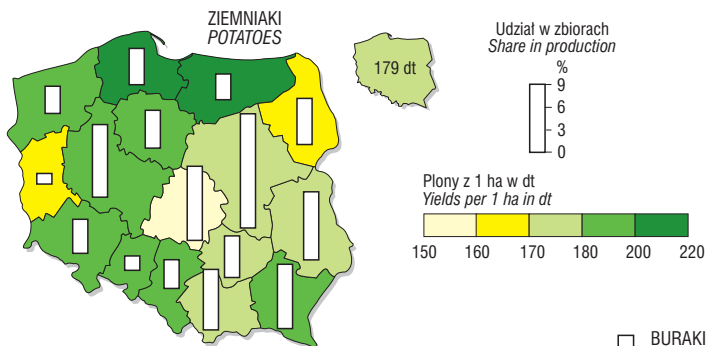 ZIEMNIAKI
POTATOES
179 dt
Udział w zbiorach
Share in production
%
9
6
3
0
Plony z 1 ha w dt
Yields per 1 ha in dt
150 160 170 180 200 220
BURAKI